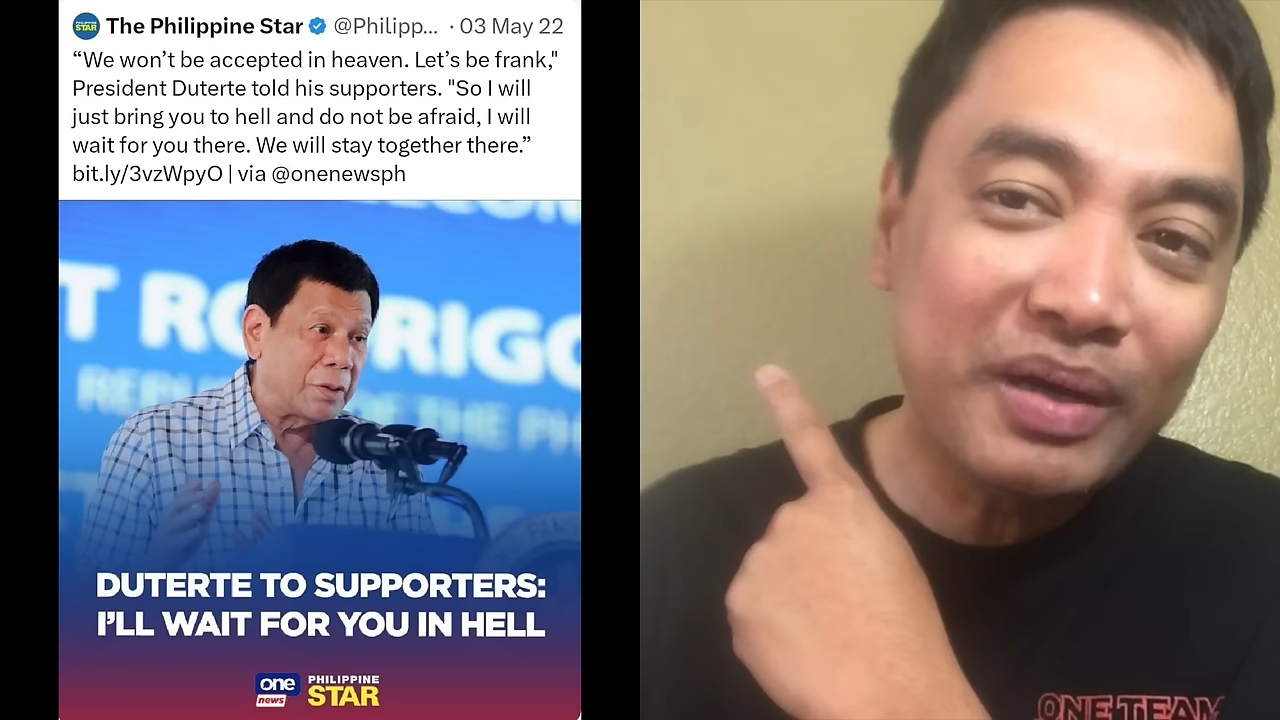 The Philippine Star @Philipp... · 03 May 22
“We won’t be accepted in heaven. Let’s be frank,"
President Duterte told his supporters. "So I will
just bring you to hell and do not be afraid, I will
wait for you there. We will stay together there.”
bit.ly/3vzWpyO | via @onenewsph
PHILIPPINE
STAR
T RODRIGO
DUTERTE TO SUPPORTERS:
I’LL WAIT FOR YOU IN HELL
one
news
PHILIPPINE
STAR
ONE TEAM